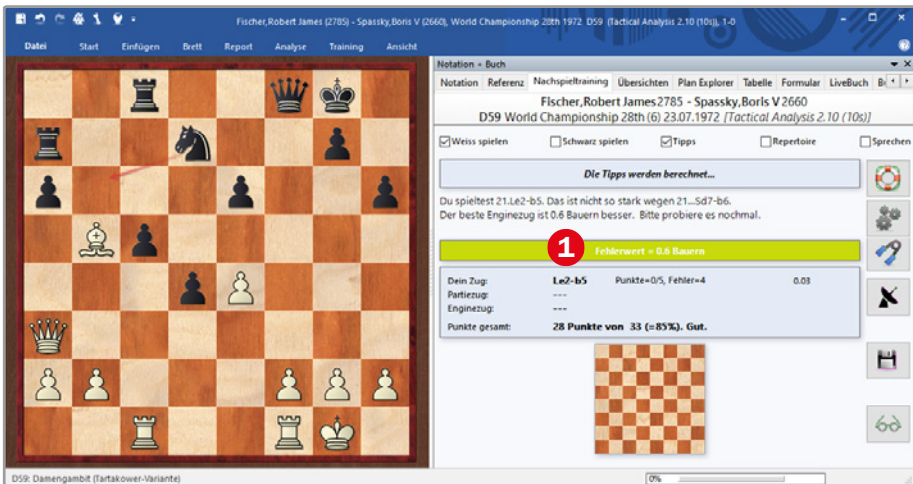 Fischer,Robert James (2785) - Spassky,Boris V (2660), World Championship 28th 1972 D59 (Tactical Analysis 2.10 (10s)), 1-0
Datei Start Einfügen Brett Report Analyse Training Ansicht
Notation + Buch
Notation Referenz Nachspieltraining Übersichten Plan Explorer Tabelle Formular LiveBuch
Fischer,Robert James 2785 - Spassky,Boris V 2660
D59 World Championship 28th (6) 23.07.1972 [Tactical Analysis 2.10 (10s)]
Weiss spielen Schwarz spielen Tipps Repertoire Sprechen
Die Tipps werden berechnet...
Du spieltest 21.Le2-b5. Das ist nicht so stark wegen 21...Sd7-b6.
Der beste Enginezug ist 0.6 Bauern besser. Bitte probiere es nochmal.
1 Fehlerwert = 0.6 Bauern
Dein Zug: Le2-b5 Punkte=0/5, Fehler=4 0.03
Partiezug: ---
Enginezug: ---
Punkte gesamt: 28 Punkte von 33 (=85%). Gut.
D59: Damengambit (Tartakower-Variante) 0%